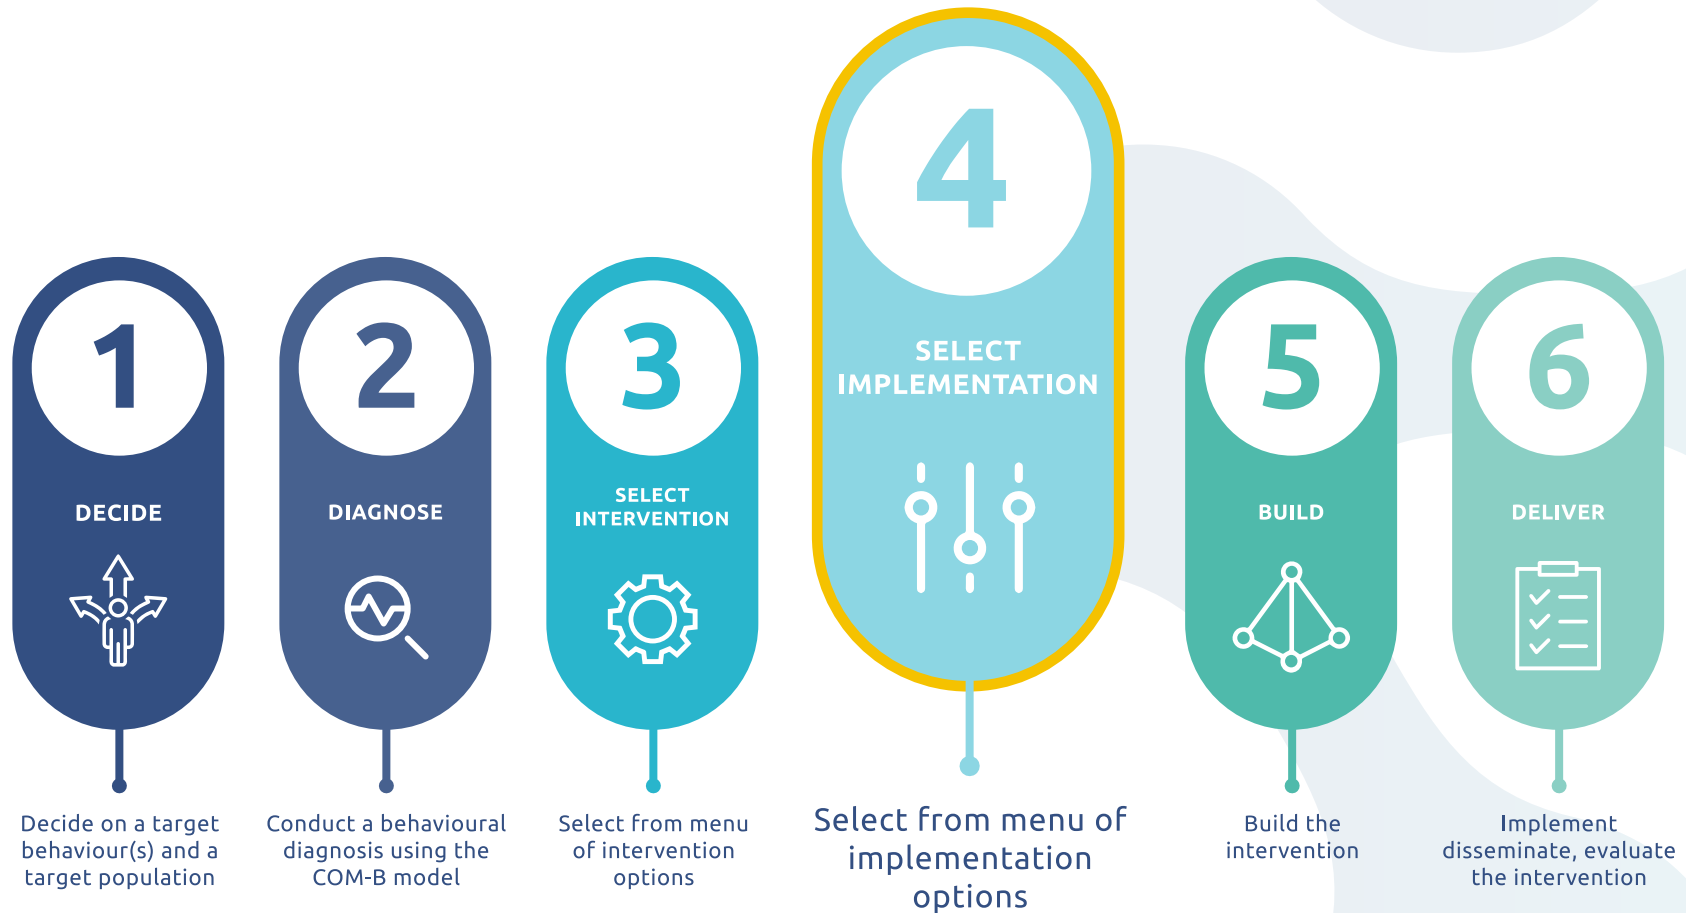 1
DECIDE
Decide on a target
behaviour(s) and a
target population
2
DIAGNOSE
Conduct a behavioural
diagnosis using the
COM-B model
3
SELECT
INTERVENTION
Select from menu
of intervention
options
4
SELECT
IMPLEMENTATION
Select from menu of
implementation
options
5
BUILD
Build the
intervention
6
DELIVER
Implement
disseminate, evaluate
the intervention